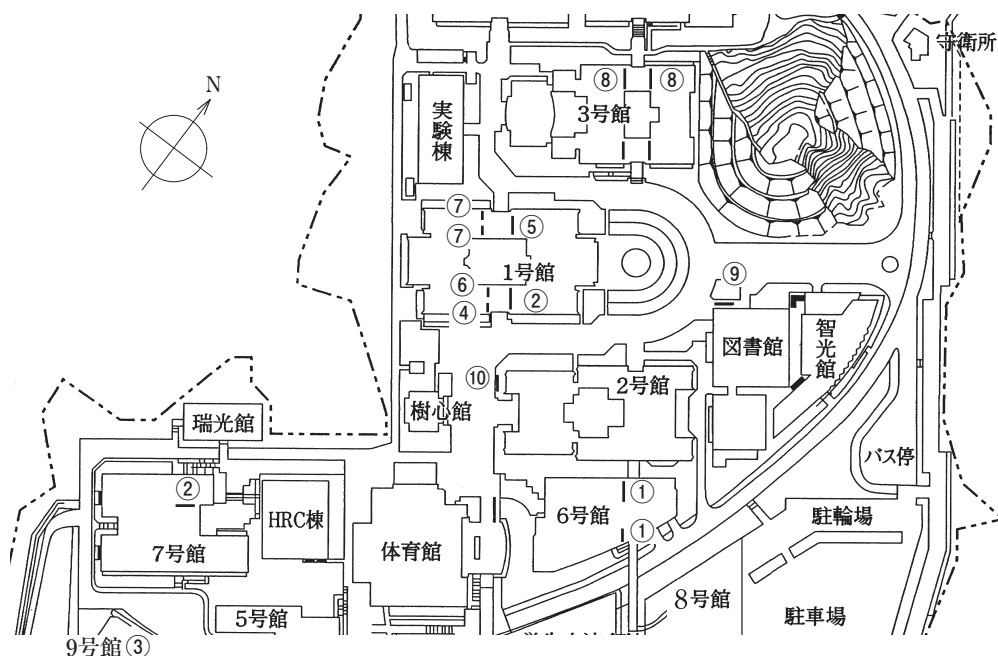 守衛所
N
⑧ ⑧
3号館
実験棟
⑦
⑦
⑤
1号館
⑥
②
④
⑨
図書館
智光館
⑩
2号館
樹心館
瑞光館
バス停
②
①
HRC棟
6号館
駐輪場
①
7号館
体育館
8号館
駐車場
5号館
9号館③